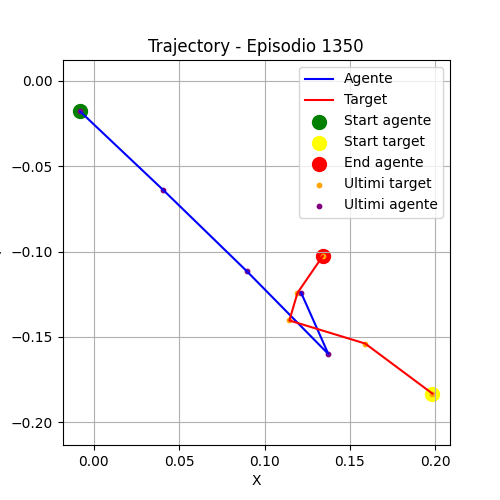 Trajectory - Episodio 1350
Agente
Target
Start agente
Start target
End agente
Ultimi target
Ultimi agente
0.00
−0.05
−0.10
−0.15
−0.20
0.00
0.05
0.10
0.15
0.20
X